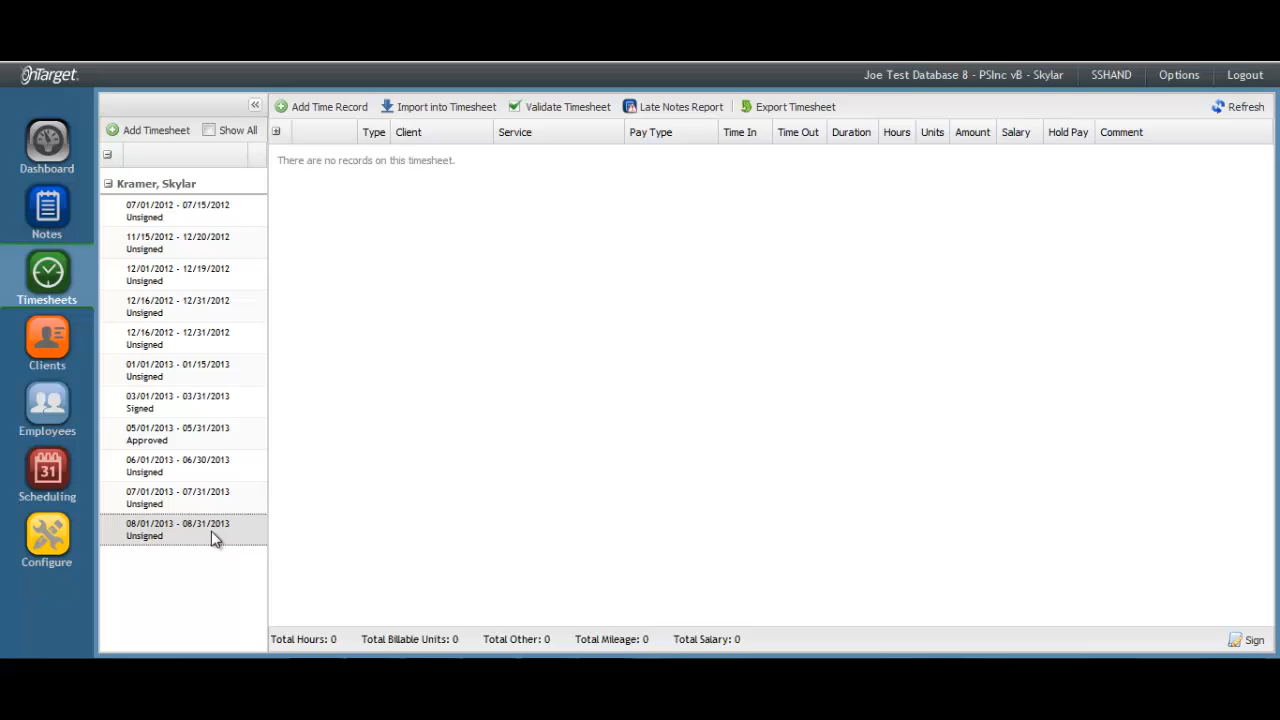 OnTarget.
Joe Test Database 8 - PSInc vB - Skylar
SSHAND
Options
Logout
Dashboard
Notes
Timesheets
Clients
Employees
31
Scheduling
Configure
Add Timesheet
Show All
Kramer, Skylar
07/01/2012 - 07/15/2012
Unsigned
11/15/2012 - 12/20/2012
Unsigned
12/01/2012 - 12/19/2012
Unsigned
12/16/2012 - 12/31/2012
Unsigned
12/16/2012 - 12/31/2012
Unsigned
01/01/2013 - 01/15/2013
Unsigned
03/01/2013 - 03/31/2013
Signed
05/01/2013 - 05/31/2013
Approved
06/01/2013 - 06/30/2013
Unsigned
07/01/2013 - 07/31/2013
Unsigned
08/01/2013 - 08/31/2013
Unsigned
Add Time Record
Import into Timesheet
Validate Timesheet
Late Notes Report
Export Timesheet
Refresh
Type
Client
Service
Pay Type
Time In
Time Out
Duration
Hours
Units
Amount
Salary
Hold Pay
Comment
There are no records on this timesheet.
Total Hours: 0
Total Billable Units: 0
Total Other: 0
Total Mileage: 0
Total Salary: 0
Sign